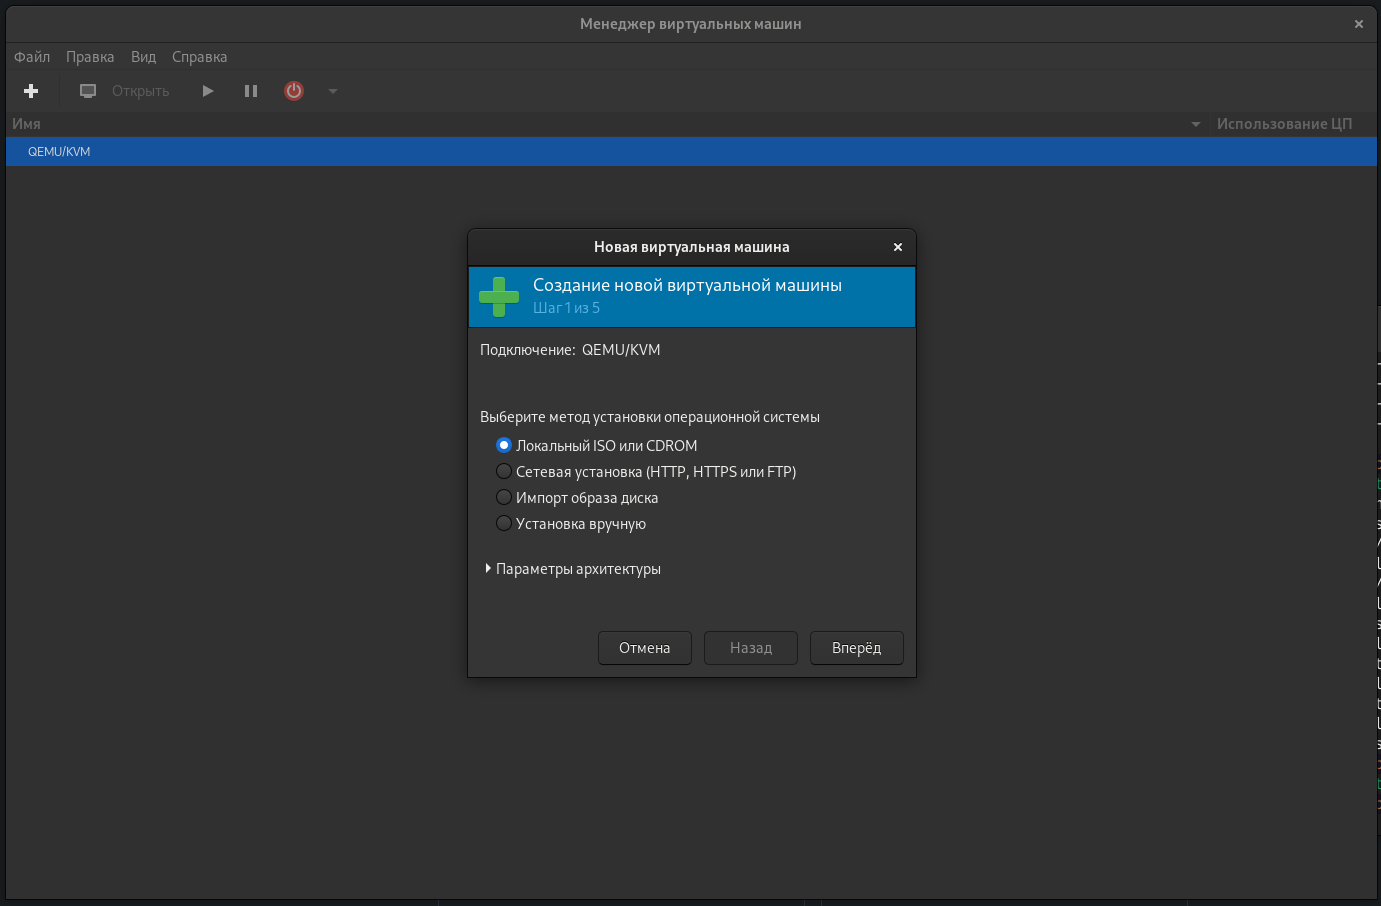 Менеджер виртуальных машин
Файл Правка Вид Справка
Открыть
Имя Использование ЦП
QEMU/KVM
Новая виртуальная машина
Создание новой виртуальной машины
Шаг 1 из 5
Подключение: QEMU/KVM
Выберите метод установки операционной системы
Локальный ISO или CDROM
Сетевая установка (HTTP, HTTPS или FTP)
Импорт образа диска
Установка вручную
Параметры архитектуры
Отмена Назад Вперёд